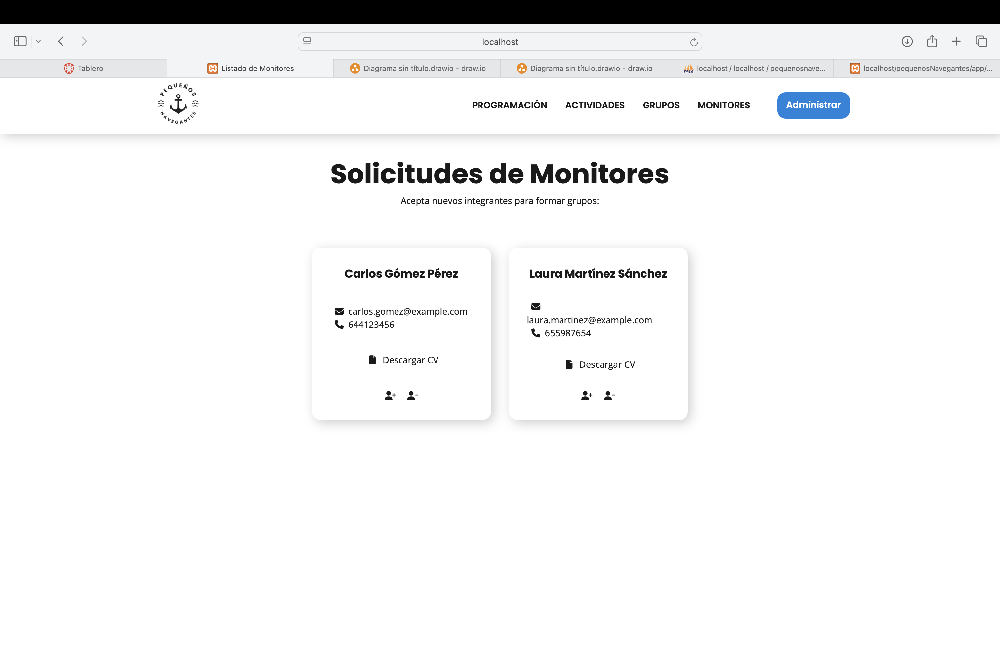 localhost
Tablero
Listado de Monitores
Diagrama sin título.drawio - draw.io
Diagrama sin título.drawio - draw.io
PMA
localhost / localhost / pequenosnave...
localhost/pequenosNavegantes/app/...
PEQUEÑOS
NAVEGANTES
PROGRAMACIÓN
ACTIVIDADES
GRUPOS
MONITORES
Administrar
Solicitudes de Monitores
Acepta nuevos integrantes para formar grupos:
Carlos Gómez Pérez
carlos.gomez@example.com
644123456
Descargar CV
Laura Martínez Sánchez
laura.martinez@example.com
655987654
Descargar CV